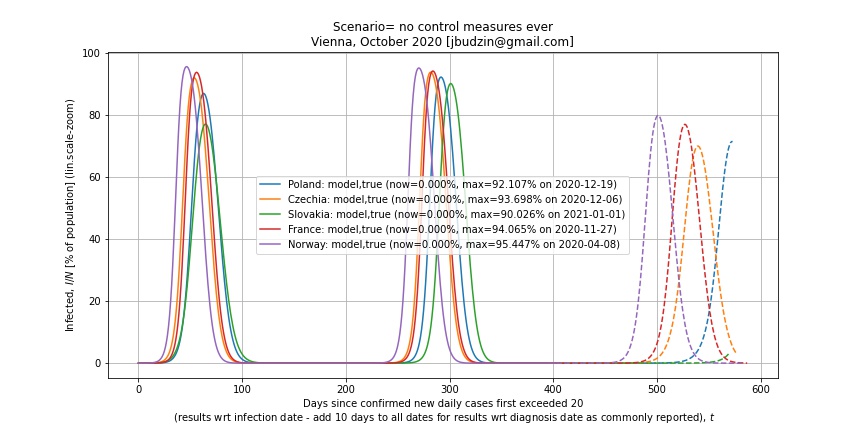 Scenario= no control measures ever
Vienna, October 2020 [jbudzin@gmail.com]
100
80
60
40
20
0
Infected, I/N [% of population] (lin.scale-zoom)
Poland: model,true (now=0.000%, max=92.107% on 2020-12-19)
Czechia: model,true (now=0.000%, max=93.698% on 2020-12-06)
Slovakia: model,true (now=0.000%, max=90.026% on 2021-01-01)
France: model,true (now=0.000%, max=94.065% on 2020-11-27)
Norway: model,true (now=0.000%, max=95.447% on 2020-04-08)
0 100 200 300 400 500 600
Days since confirmed new daily cases first exceeded 20
(results wrt infection date - add 10 days to all dates for results wrt diagnosis date as commonly reported), t